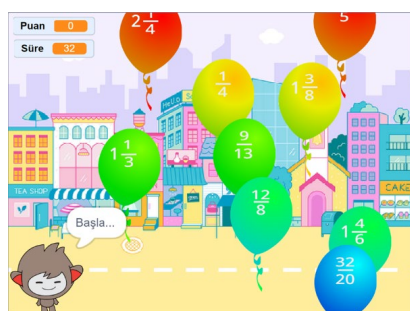 Puan 0
Süre 32
2 1/4
5
1/4
1 3/8
1 1/3
9/13
12/8
1 4/6
32/20
TEA SHOP
CAKE
Başla...